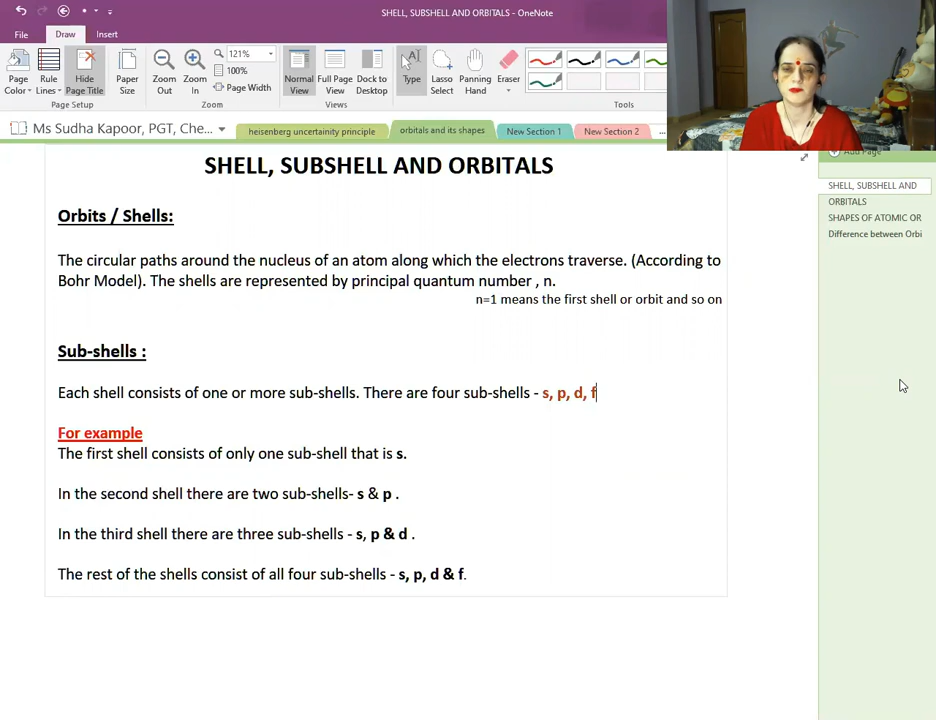 SHELL, SUBSHELL AND ORBITALS - OneNote
File
Draw
Insert
Page Color
Rule Lines
Hide Page Title
Paper Size
Page Setup
Zoom Out
Zoom In
121%
100%
Page Width
Zoom
Normal View
Full Page View
Dock to Desktop
Views
Type
Lasso Select
Panning Hand
Eraser
Tools
Ms Sudha Kapoor, PGT, Che...
heisenberg uncertainity principle
orbitals and its shapes
New Section 1
New Section 2
...
Add Page
SHELL, SUBSHELL AND
ORBITALS
SHAPES OF ATOMIC OR
Difference between Orbi
SHELL, SUBSHELL AND ORBITALS
Orbits / Shells:
The circular paths around the nucleus of an atom along which the electrons traverse. (According to
Bohr Model). The shells are represented by principal quantum number , n.
n=1 means the first shell or orbit and so on
Sub-shells :
Each shell consists of one or more sub-shells. There are four sub-shells - s, p, d, f
For example
The first shell consists of only one sub-shell that is s.
In the second shell there are two sub-shells- s & p .
In the third shell there are three sub-shells - s, p & d .
The rest of the shells consist of all four sub-shells - s, p, d & f.